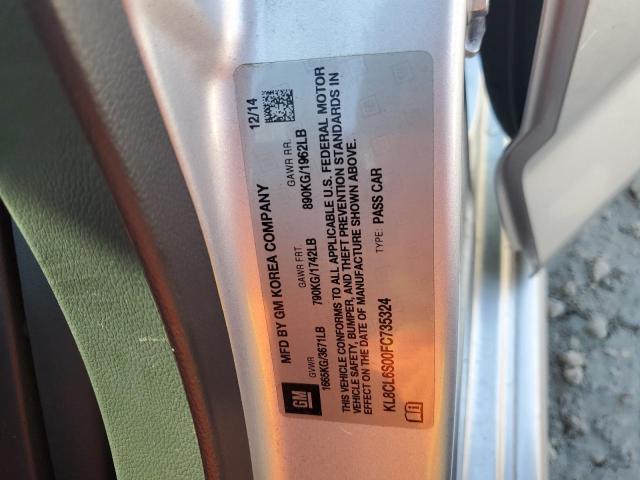 MFD BY GM KOREA COMPANY 12/14
GVWR GAWR FRT. GAWR RR.
1665KG/3671LB 790KG/1742LB 890KG/1962LB
THIS VEHICLE CONFORMS TO ALL APPLICABLE U.S. FEDERAL MOTOR
VEHICLE SAFETY, BUMPER, AND THEFT PREVENTION STANDARDS IN
EFFECT ON THE DATE OF MANUFACTURE SHOWN ABOVE.
KL8CL6S00FC735324 TYPE: PASS CAR
GM